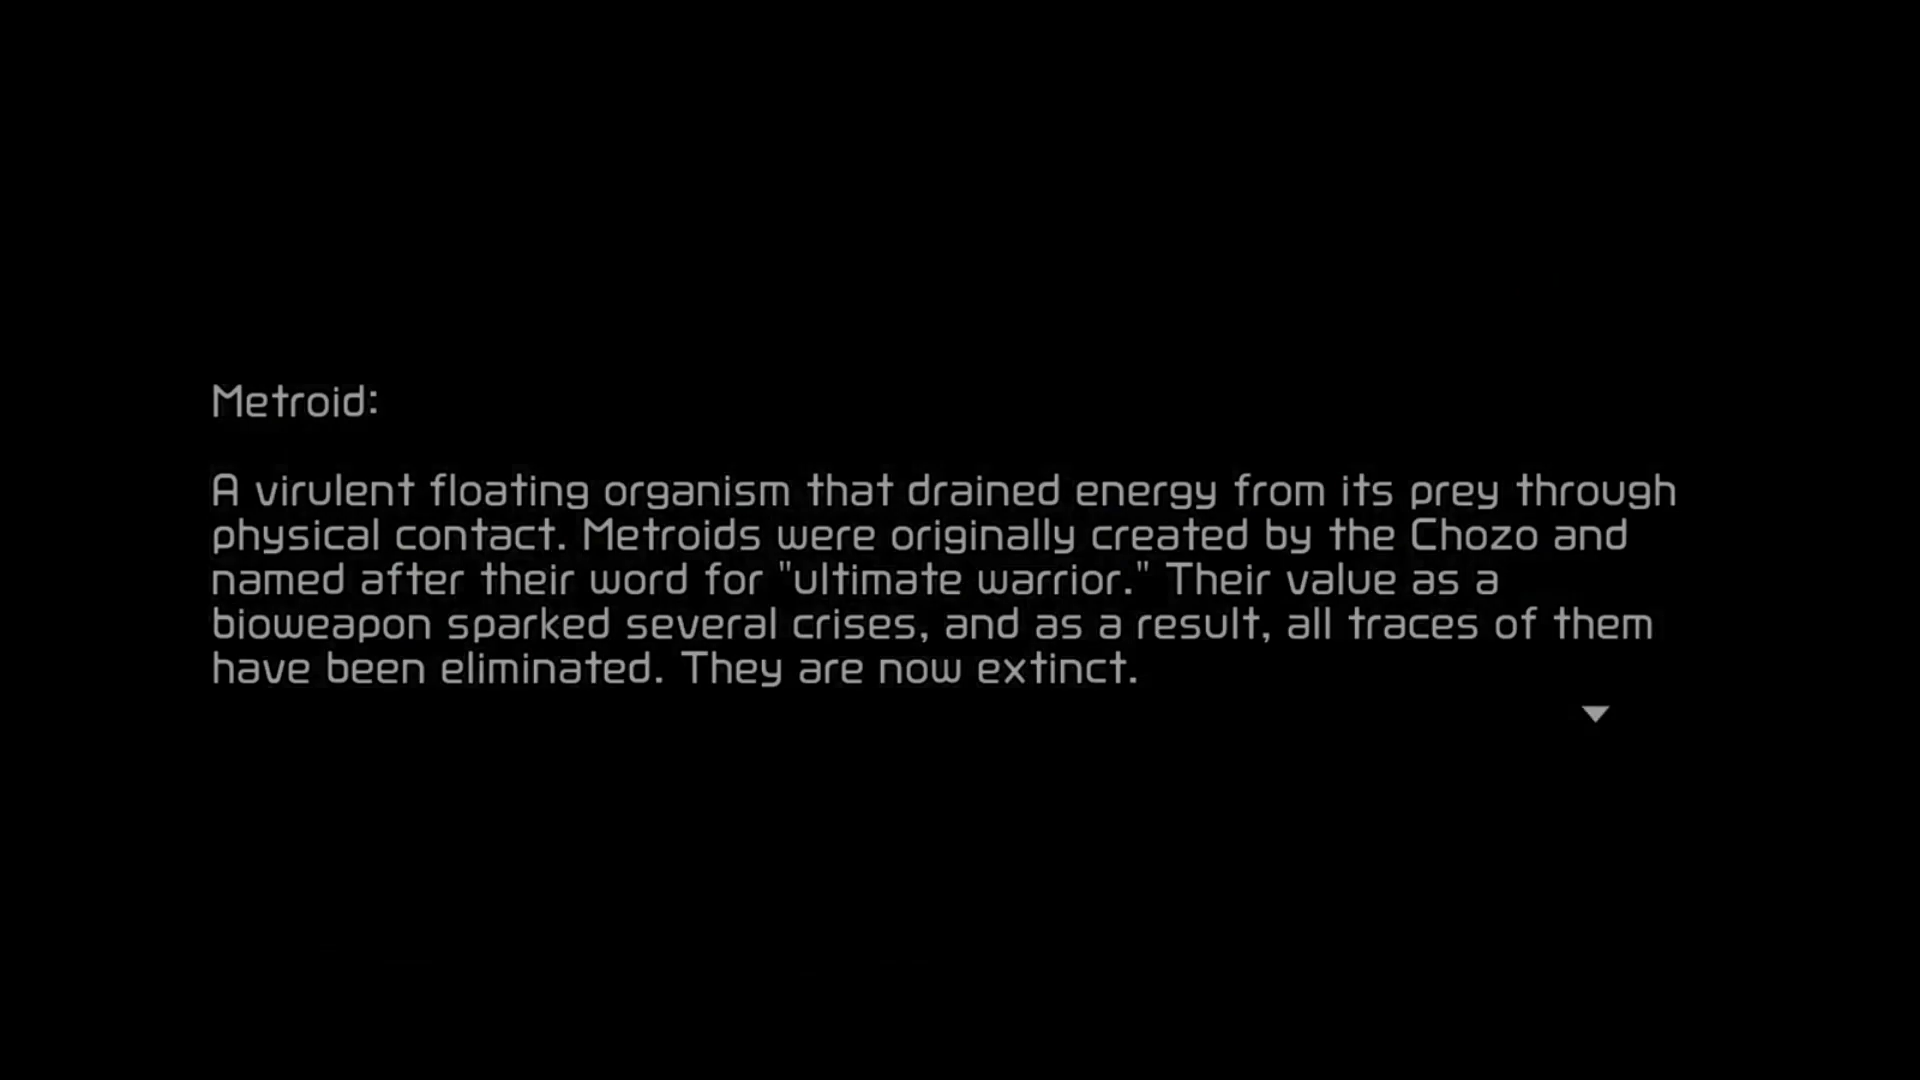 Metroid:
A virulent floating organism that drained energy from its prey through
physical contact. Metroids were originally created by the Chozo and
named after their word for "ultimate warrior." Their value as a
bioweapon sparked several crises, and as a result, all traces of them
have been eliminated. They are now extinct.